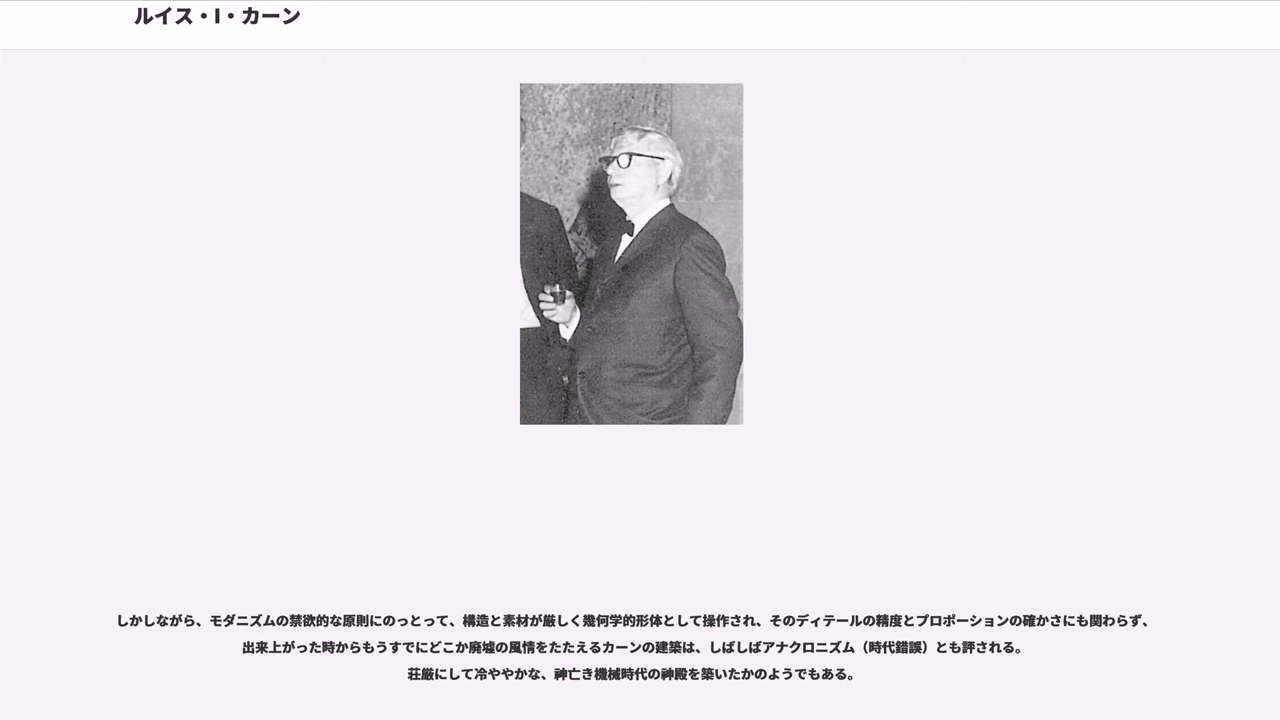 ルイス・I・カーン
しかしながら、モダニズムの禁欲的な原則にのっとって、構造と素材が厳しく幾何学的形体として操作され、そのディテールの精度とプロポーションの確かさにも関わらず、
出来上がった時からもうすでにどこか廃墟の風情をたたえるカーンの建築は、しばしばアナクロニズム（時代錯誤）とも評される。
荘厳にして冷ややかな、神亡き機械時代の神殿を築いたかのようでもある。